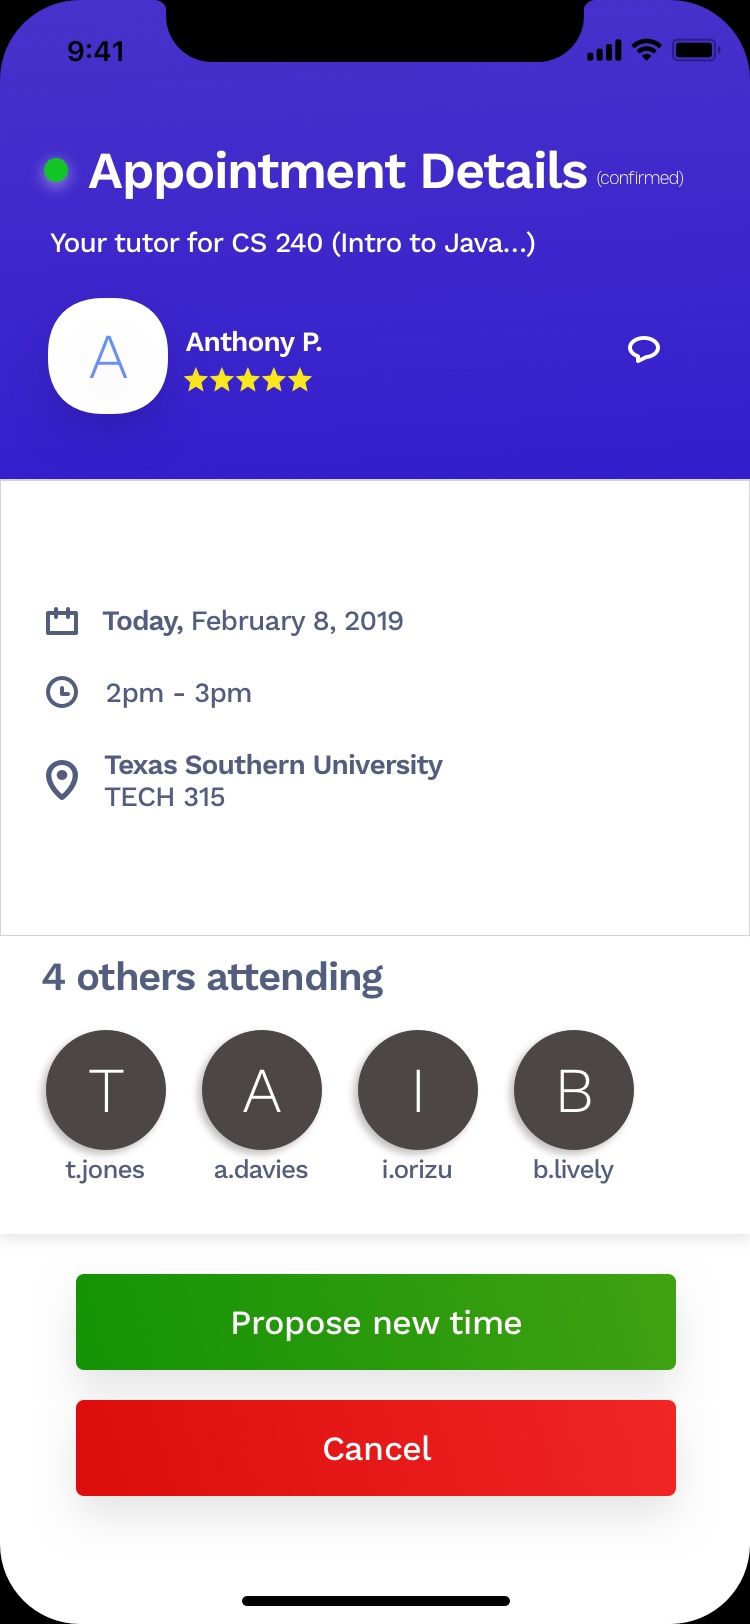 9:41
Appointment Details (confirmed)
Your tutor for CS 240 (Intro to Java...)
A
Anthony P.
Today, February 8, 2019
2pm - 3pm
Texas Southern University
TECH 315
4 others attending
T A I B
t.jones a.davies i.orizu b.lively
Propose new time
Cancel